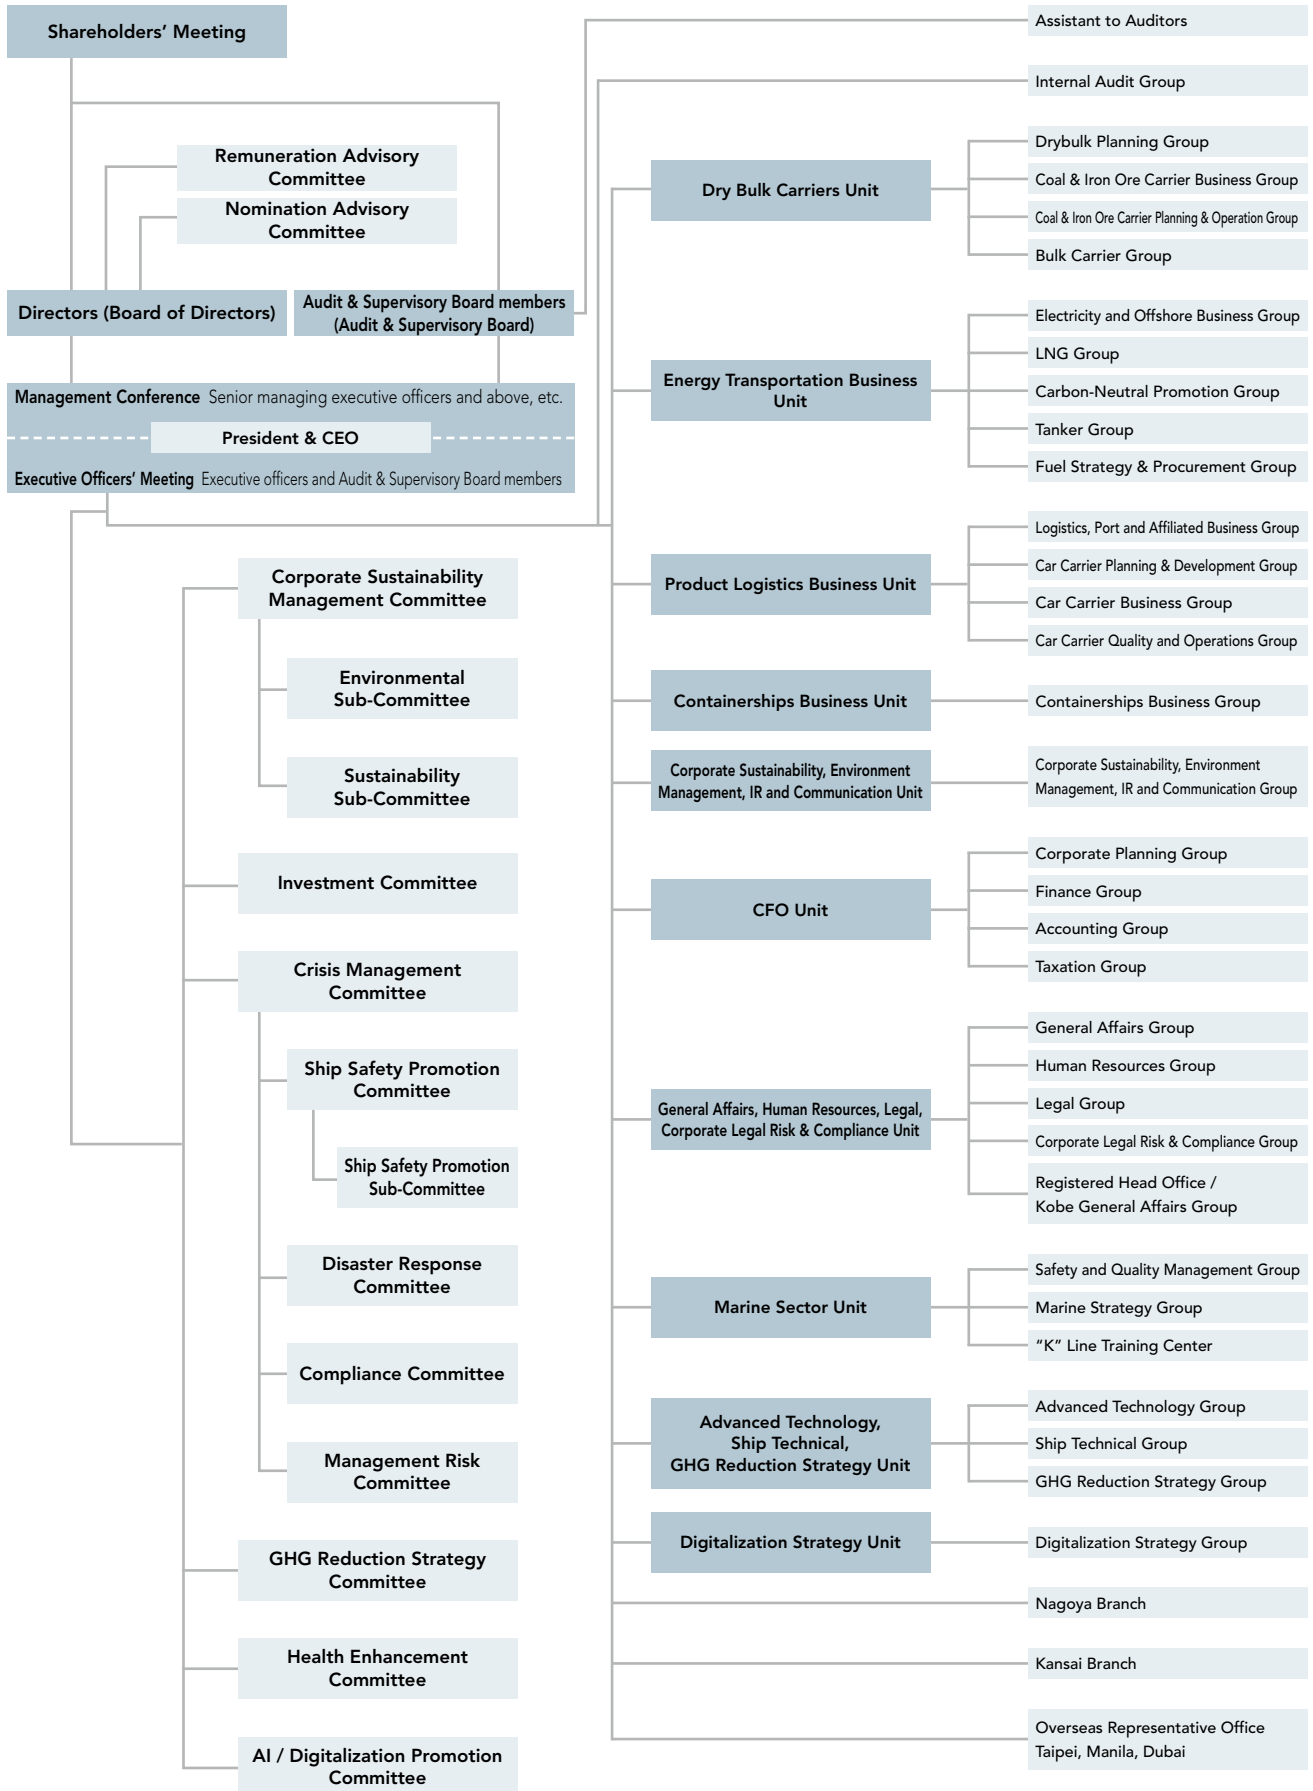 Shareholders’ Meeting
Remuneration Advisory
Committee
Nomination Advisory
Committee
Directors (Board of Directors)
Audit & Supervisory Board members
(Audit & Supervisory Board)
Management Conference Senior managing executive officers and above, etc.
President & CEO
Executive Officers’ Meeting Executive officers and Audit & Supervisory Board members
Corporate Sustainability
Management Committee
Environmental
Sub-Committee
Sustainability
Sub-Committee
Investment Committee
Crisis Management
Committee
Ship Safety Promotion
Committee
Ship Safety Promotion
Sub-Committee
Disaster Response
Committee
Compliance Committee
Management Risk
Committee
GHG Reduction Strategy
Committee
Health Enhancement
Committee
AI / Digitalization Promotion
Committee
Assistant to Auditors
Internal Audit Group
Dry Bulk Carriers Unit
Drybulk Planning Group
Coal & Iron Ore Carrier Business Group
Coal & Iron Ore Carrier Planning & Operation Group
Bulk Carrier Group
Energy Transportation Business
Unit
Electricity and Offshore Business Group
LNG Group
Carbon-Neutral Promotion Group
Tanker Group
Fuel Strategy & Procurement Group
Product Logistics Business Unit
Logistics, Port and Affiliated Business Group
Car Carrier Planning & Development Group
Car Carrier Business Group
Car Carrier Quality and Operations Group
Containerships Business Unit
Containerships Business Group
Corporate Sustainability, Environment
Management, IR and Communication Unit
Corporate Sustainability, Environment
Management, IR and Communication Group
CFO Unit
Corporate Planning Group
Finance Group
Accounting Group
Taxation Group
General Affairs, Human Resources, Legal,
Corporate Legal Risk & Compliance Unit
General Affairs Group
Human Resources Group
Legal Group
Corporate Legal Risk & Compliance Group
Registered Head Office /
Kobe General Affairs Group
Marine Sector Unit
Safety and Quality Management Group
Marine Strategy Group
“K” Line Training Center
Advanced Technology,
Ship Technical,
GHG Reduction Strategy Unit
Advanced Technology Group
Ship Technical Group
GHG Reduction Strategy Group
Digitalization Strategy Unit
Digitalization Strategy Group
Nagoya Branch
Kansai Branch
Overseas Representative Office
Taipei, Manila, Dubai